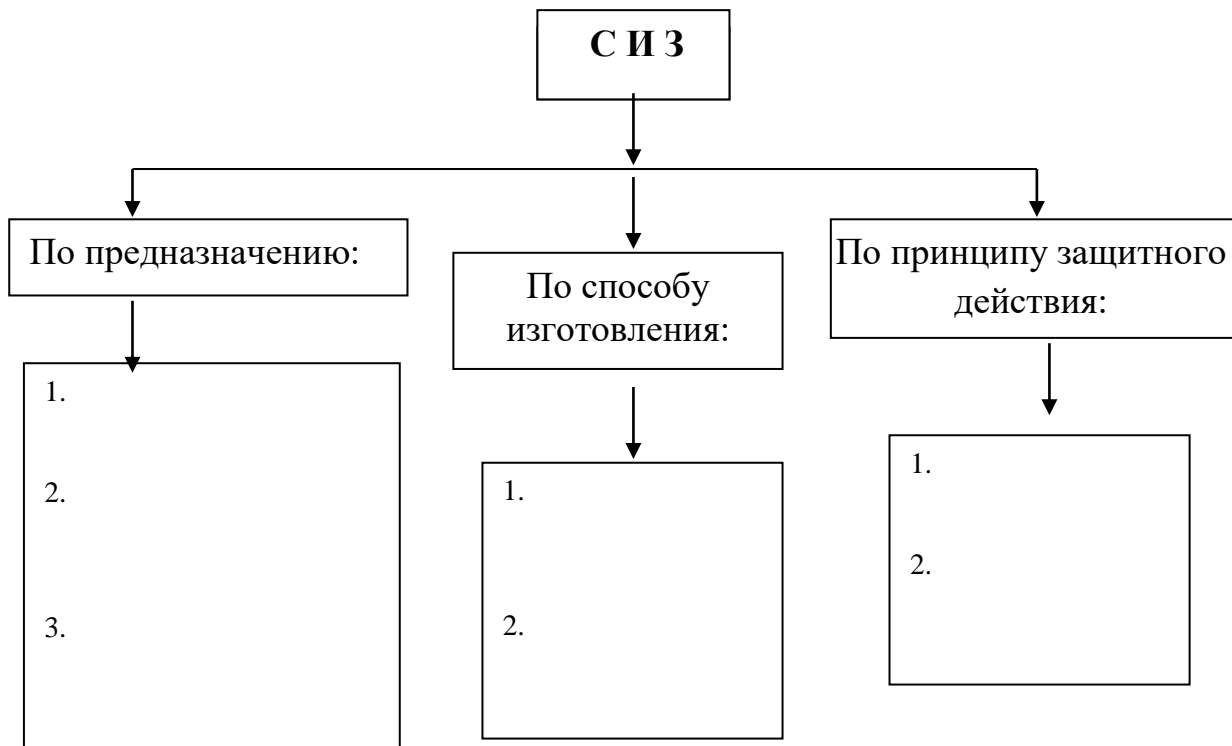 С И З
По предназначению:
1.
2.
3.
По способу
изготовления:
1.
2.
По принципу защитного
действия:
1.
2.